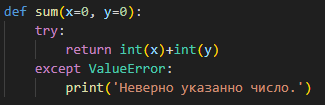 def sum(x=0, y=0):
    try:
        return int(x)+int(y)
    except ValueError:
        print('Неверно указанно число.')